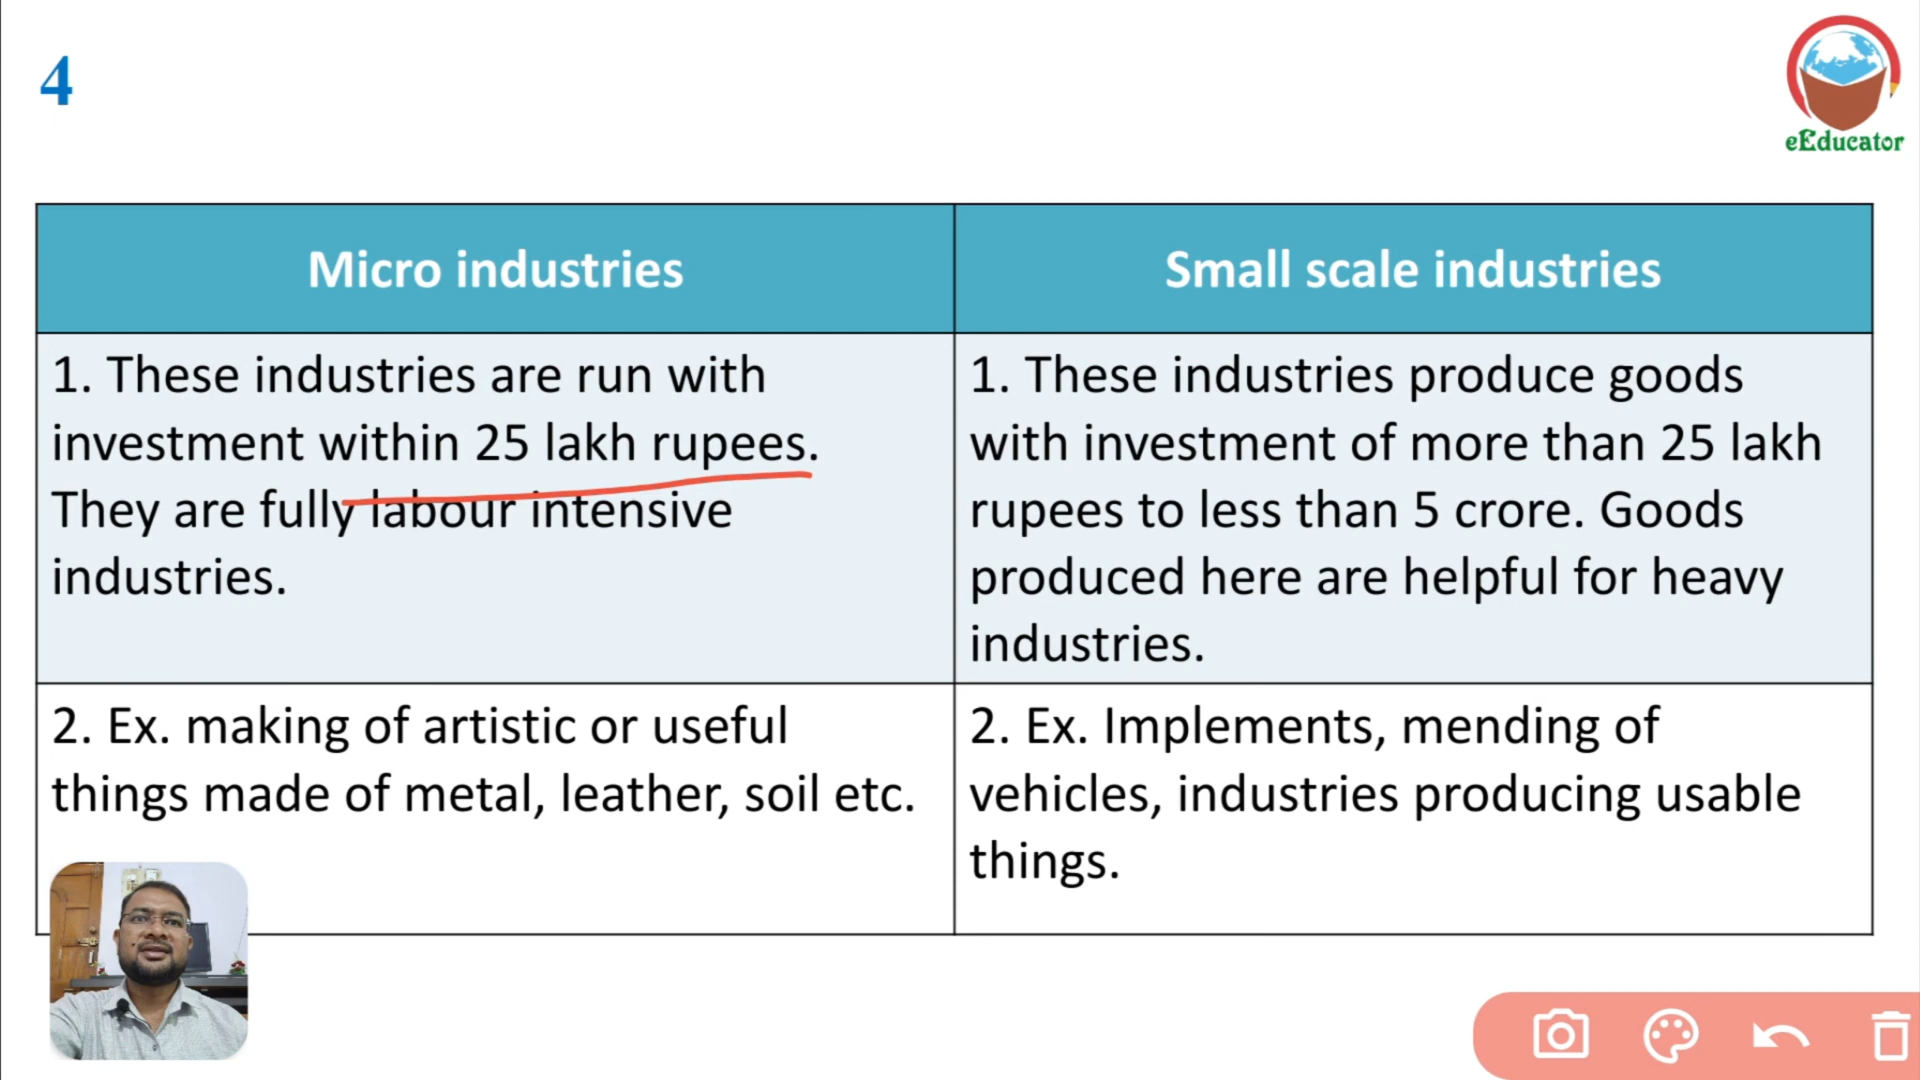 4
eEducator
Micro industries
Small scale industries
1. These industries are run with
investment within 25 lakh rupees.
They are fully labour intensive
industries.
1. These industries produce goods
with investment of more than 25 lakh
rupees to less than 5 crore. Goods
produced here are helpful for heavy
industries.
2. Ex. making of artistic or useful
things made of metal, leather, soil etc.
2. Ex. Implements, mending of
vehicles, industries producing usable
things.